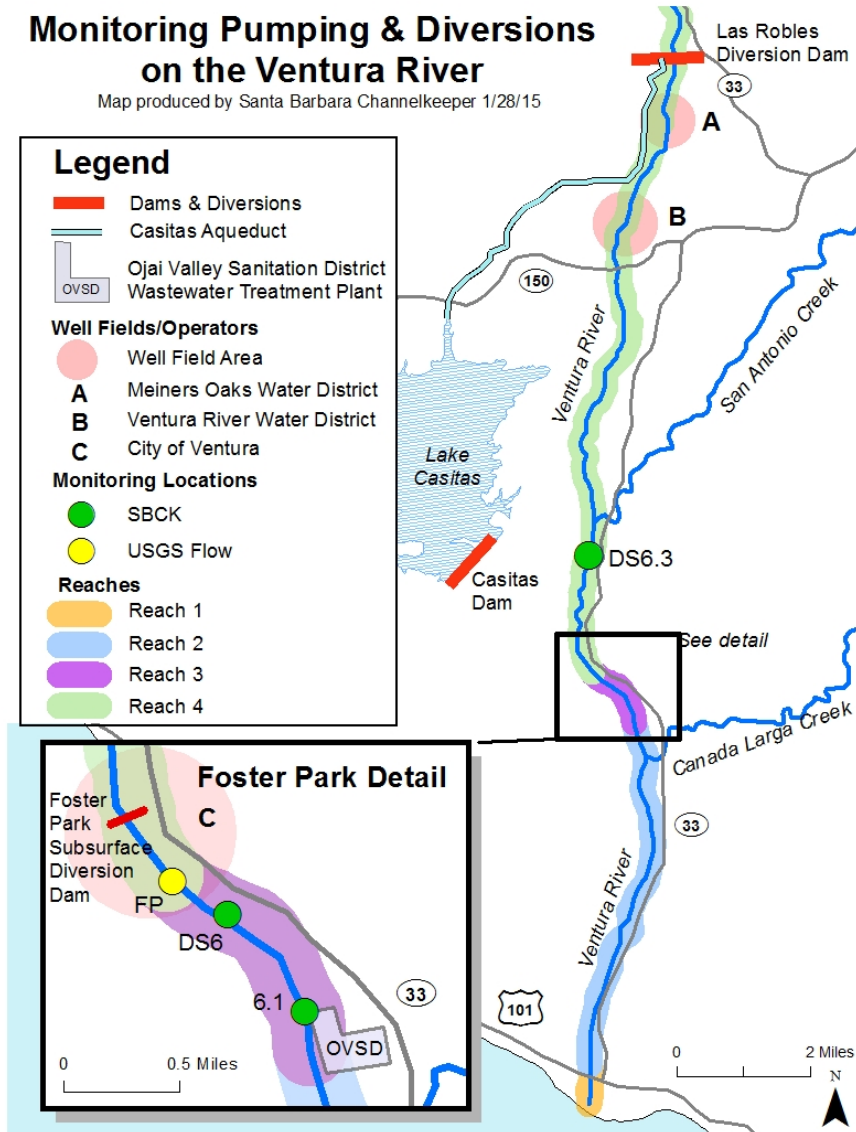 Monitoring Pumping & Diversions
on the Ventura River
Map produced by Santa Barbara Channelkeeper 1/28/15
Las Robles
Diversion Dam
33
A
B
150
Ventura River
San Antonio Creek
Lake
Casitas
Casitas
Dam
DS6.3
See detail
Canada Larga Creek
33
Ventura River
101
0
2 Miles
N
Legend
Dams & Diversions
Casitas Aqueduct
OVSD
Ojai Valley Sanitation District
Wastewater Treatment Plant
Well Fields/Operators
Well Field Area
A Meiners Oaks Water District
B Ventura River Water District
C City of Ventura
Monitoring Locations
SBCK
USGS Flow
Reaches
Reach 1
Reach 2
Reach 3
Reach 4
Foster Park Detail
Foster
Park
Subsurface
Diversion
Dam
C
FP
DS6
6.1
33
OVSD
0
0.5 Miles